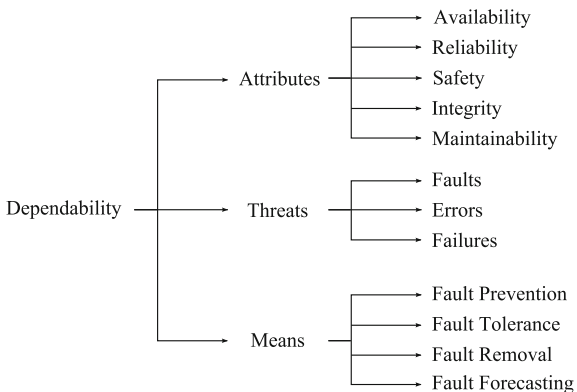 Availability
Reliability
Attributes
Safety
Integrity
Maintainability
Faults
Dependability
Threats
Errors
Failures
Fault Prevention
Fault Tolerance
Means
Fault Removal
Fault Forecasting